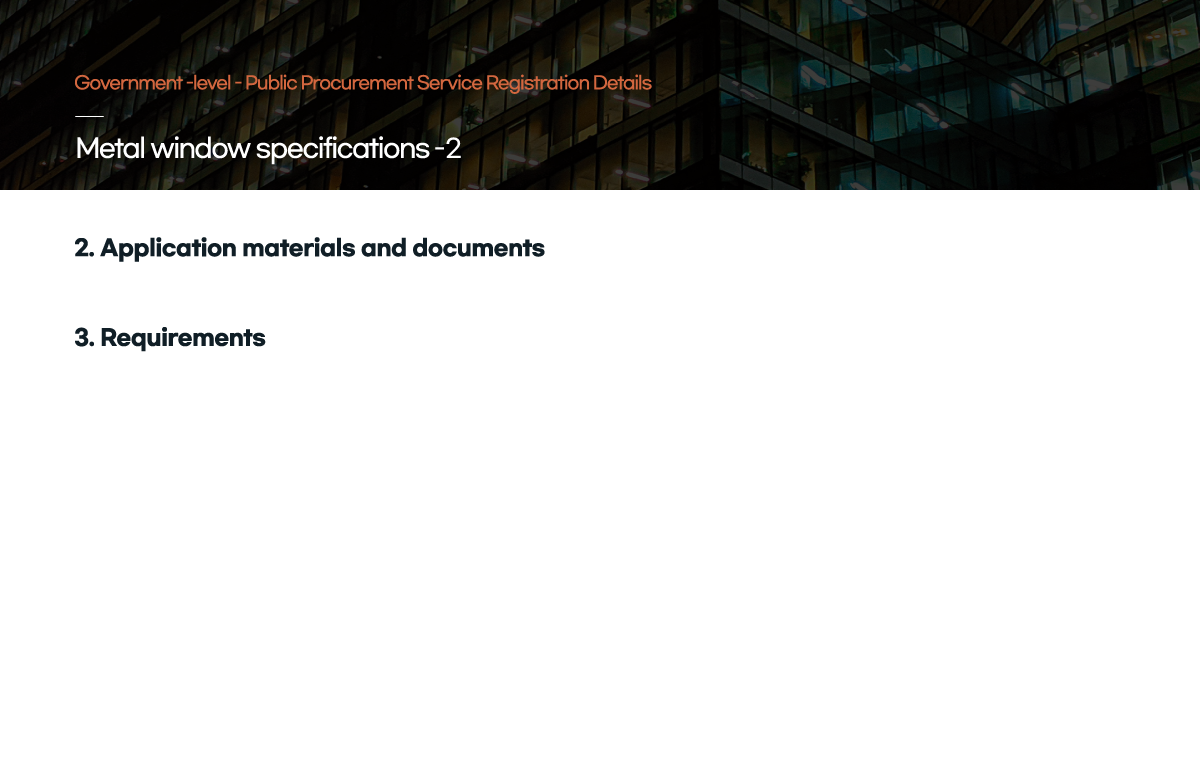 Government -level - Public Procurement Service Registration Details
Metal window specifications -2
2. Application materials and documents
3. Requirements